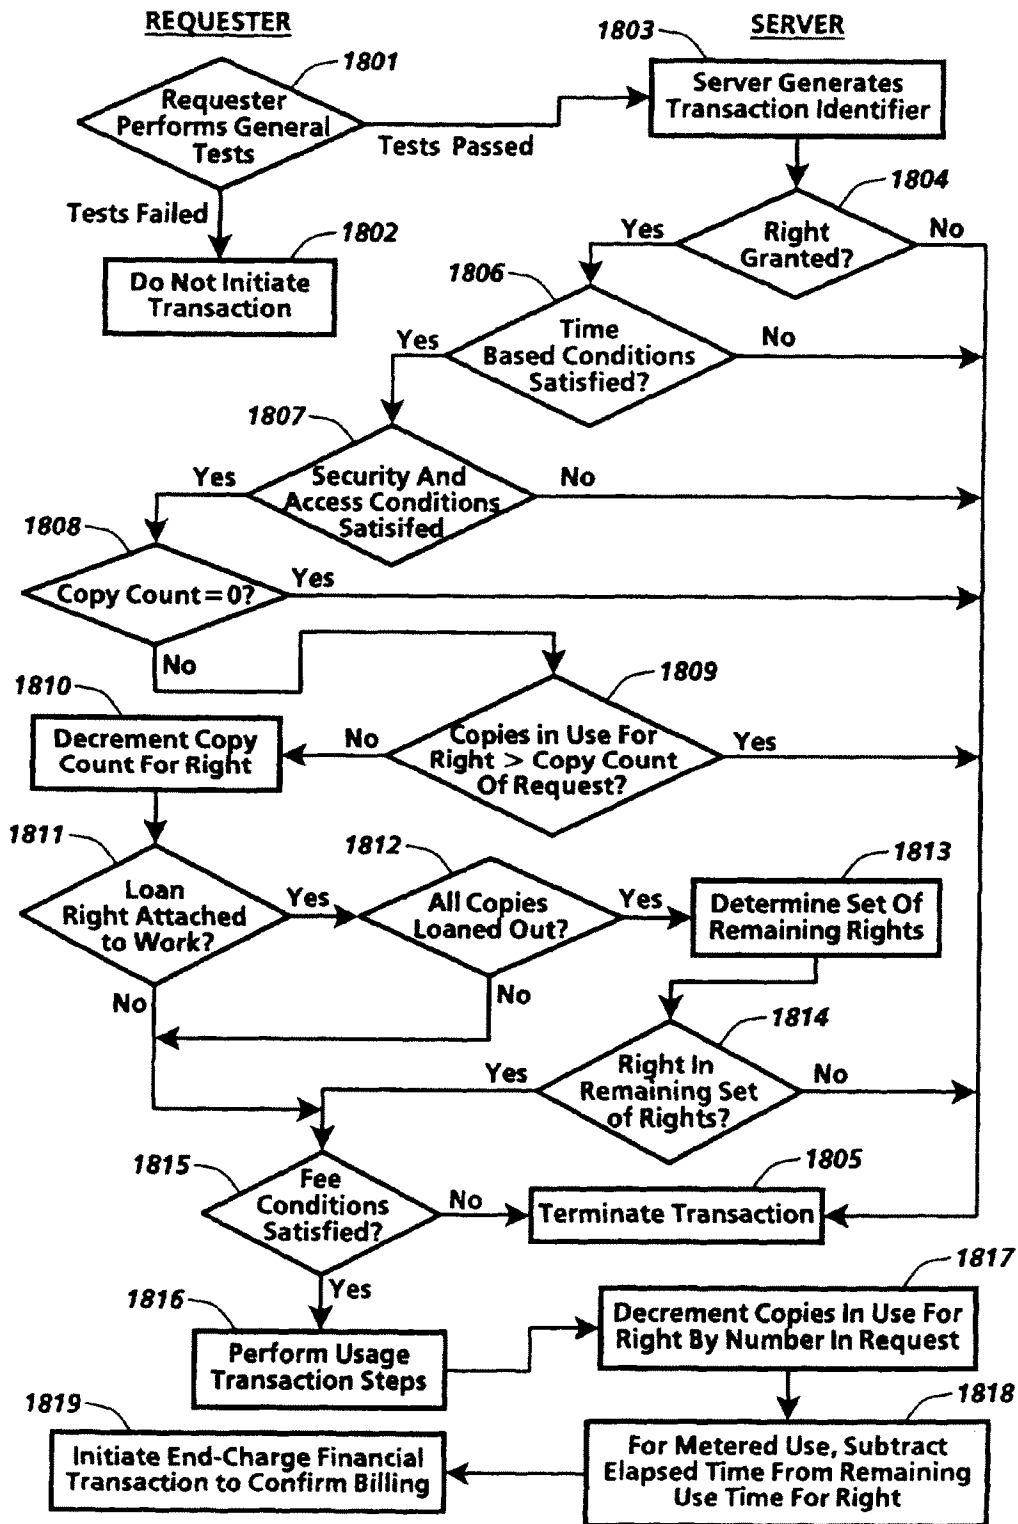 REQUESTER
SERVER
1801
1803
Requester
Performs General
Tests
Tests Passed
Server Generates
Transaction Identifier
Tests Failed
1802
Do Not Initiate
Transaction
1804
Yes
Right
Granted?
No
1806
Yes
Time
Based Conditions
Satisfied?
No
1807
Yes
Security And
Access Conditions
Satisifed
No
1808
Copy Count=0?
Yes
No
1809
Copies in Use For
Right > Copy Count
Of Request?
No
Yes
1810
Decrement Copy
Count For Right
1811
Loan
Right Attached
to Work?
Yes
No
1812
All Copies
Loaned Out?
Yes
No
1813
Determine Set Of
Remaining Rights
1814
Yes
Right In
Remaining Set
of Rights?
No
1815
Fee
Conditions
Satisfied?
No
Yes
1805
Terminate Transaction
1816
Perform Usage
Transaction Steps
1817
Decrement Copies In Use For
Right By Number In Request
1818
For Metered Use, Subtract
Elapsed Time From Remaining
Use Time For Right
1819
Initiate End-Charge Financial
Transaction to Confirm Billing